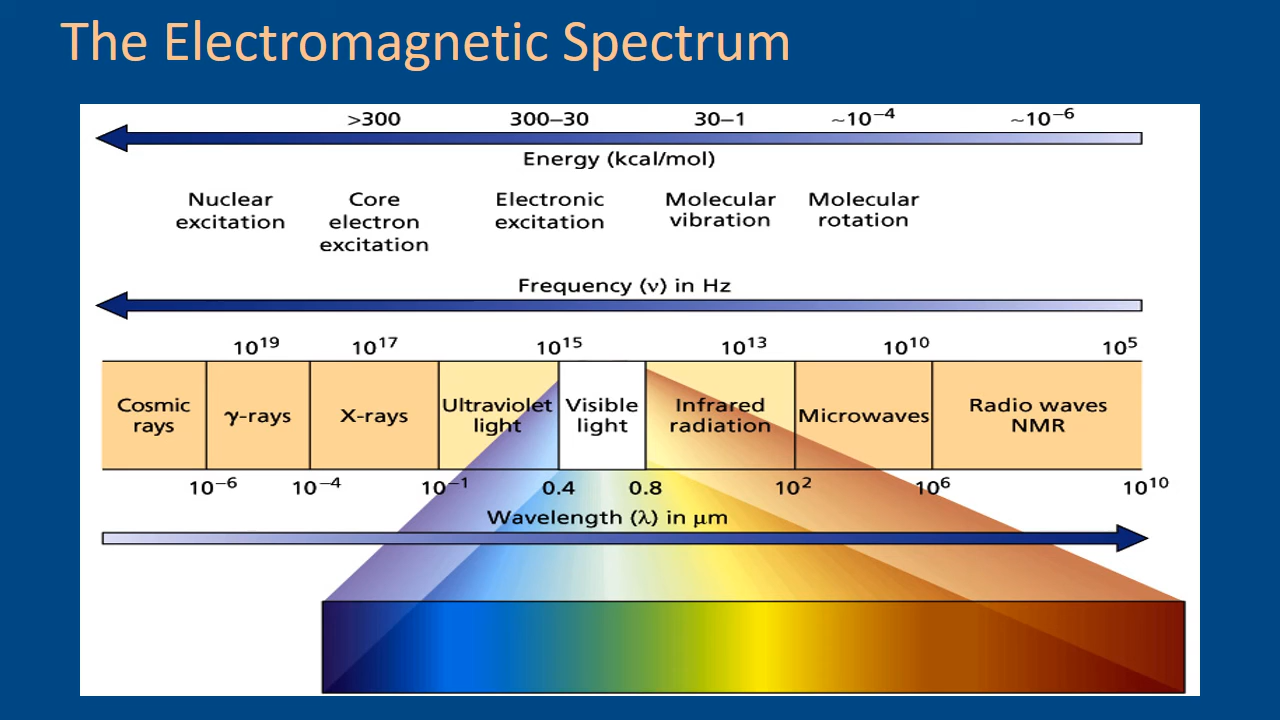 The Electromagnetic Spectrum
>300 300–30 30–1 ~10⁻⁴ ~10⁻⁶
Energy (kcal/mol)
Nuclear
excitation
Core
electron
excitation
Electronic
excitation
Molecular
vibration
Molecular
rotation
Frequency (ν) in Hz
10¹⁹ 10¹⁷ 10¹⁵ 10¹³ 10¹⁰ 10⁵
Cosmic
rays
γ-rays
X-rays
Ultraviolet
light
Visible
light
Infrared
radiation
Microwaves
Radio waves
NMR
10⁻⁶ 10⁻⁴ 10⁻¹ 0.4 0.8 10² 10⁶ 10¹⁰
Wavelength (λ) in μm